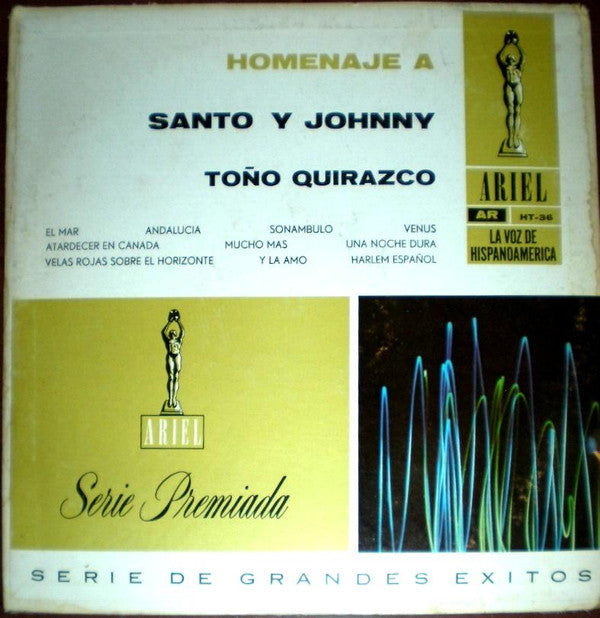 HOMENAJE A
SANTO Y JOHNNY
TOÑO QUIRAZCO
EL MAR ANDALUCIA SONAMBULO VENUS
ATARDECER EN CANADA MUCHO MAS UNA NOCHE DURA
VELAS ROJAS SOBRE EL HORIZONTE Y LA AMO HARLEM ESPAÑOL
ARIEL
AR HT-36
LA VOZ DE
HISPANOAMERICA
ARIEL
Serie Premiada
SERIE DE GRANDES EXITOS